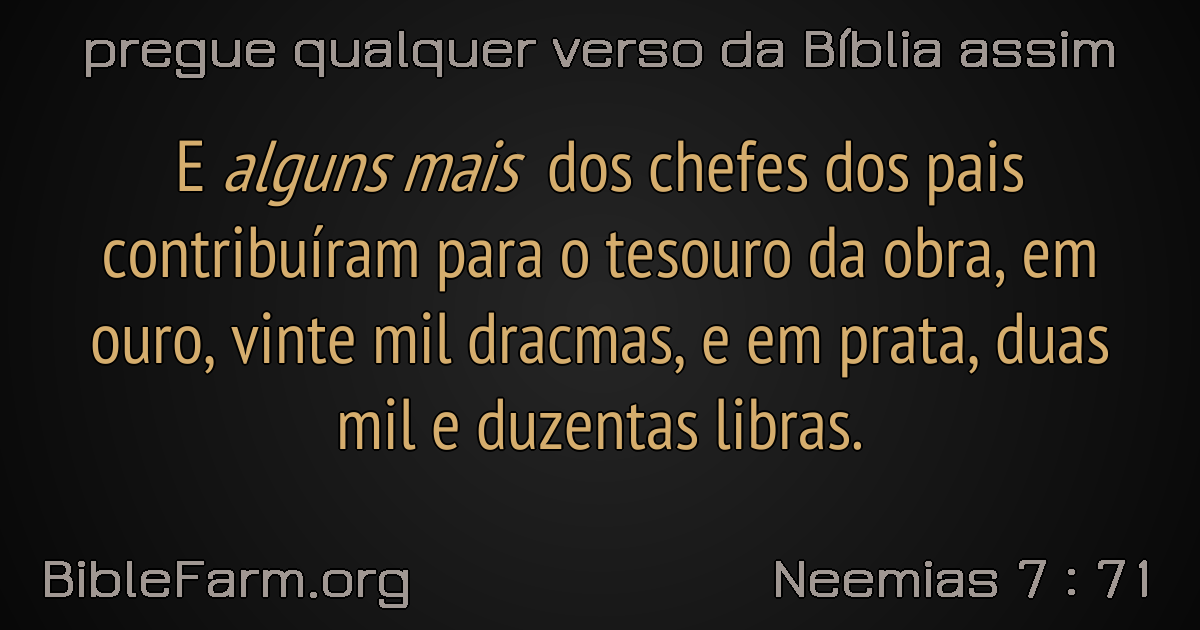 pregue qualquer verso da Bíblia assim
E alguns mais dos chefes dos pais
contribuíram para o tesouro da obra, em
ouro, vinte mil dracmas, e em prata, duas
mil e duzentas libras.
BibleFarm.org
Neemias 7 : 71